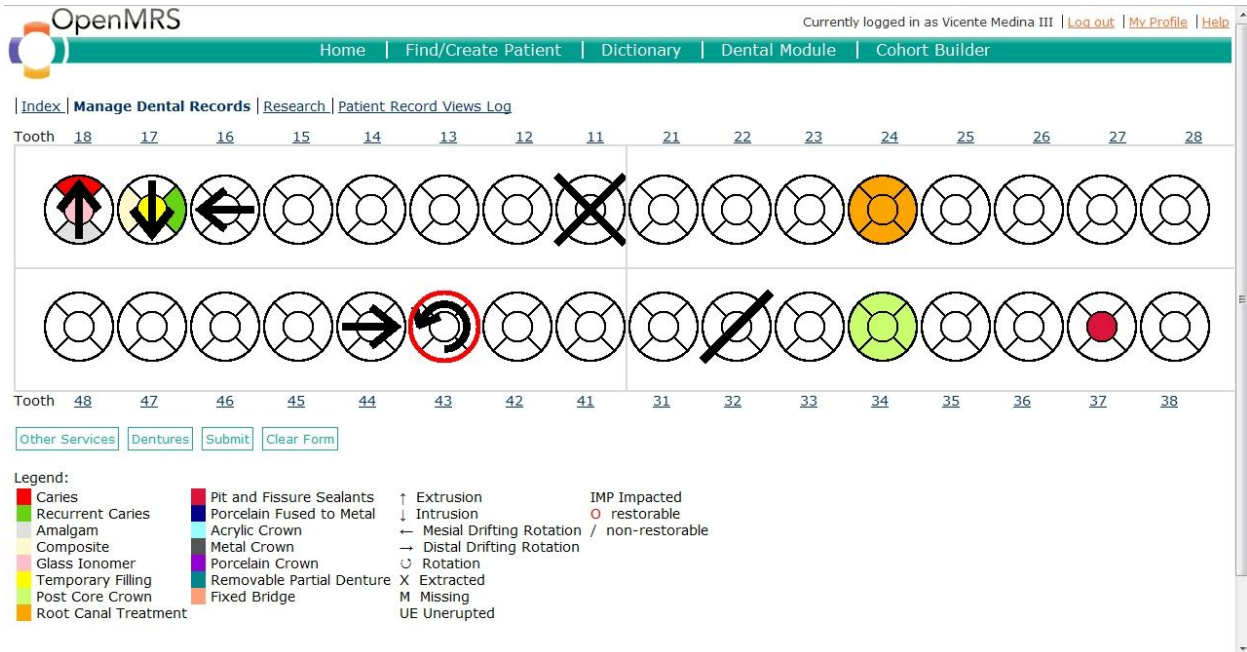 OpenMRS
Currently logged in as Vicente Medina III | Log out | My Profile | Help
Home | Find/Create Patient | Dictionary | Dental Module | Cohort Builder
| Index | Manage Dental Records | Research | Patient Record Views Log
Tooth 18 17 16 15 14 13 12 11 21 22 23 24 25 26 27 28
Tooth 48 47 46 45 44 43 42 41 31 32 33 34 35 36 37 38
Other Services Dentures Submit Clear Form
Legend:
Caries Pit and Fissure Sealants ↑ Extrusion IMP Impacted
Recurrent Caries Porcelain Fused to Metal ↓ Intrusion O restorable
Amalgam Acrylic Crown ← Mesial Drifting Rotation / non-restorable
Composite Metal Crown → Distal Drifting Rotation
Glass Ionomer Porcelain Crown ↺ Rotation
Temporary Filling Removable Partial Denture X Extracted
Post Core Crown Fixed Bridge M Missing
Root Canal Treatment UE Unerupted